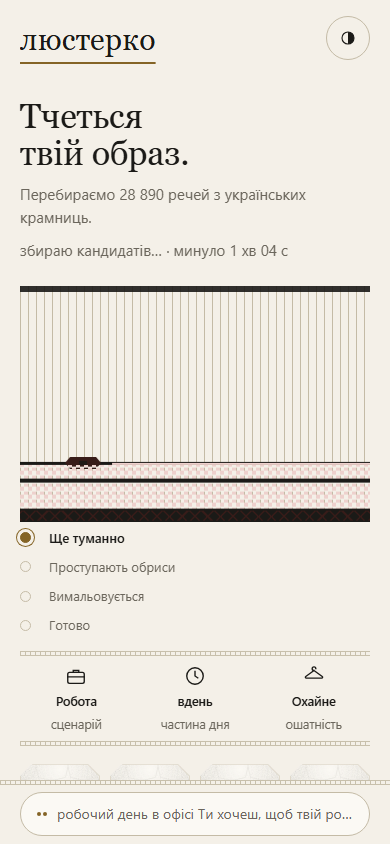 люстерко
Тчеться
твій образ.
Перебираємо 28 890 речей з українських
крамниць.
збираю кандидатів… · минуло 1 хв 04 с
Ще туманно
Проступають обриси
Вимальовується
Готово
Робота
вдень
Охайне
сценарій
частина дня
ошатність
робочий день в офісі Ти хочеш, щоб твій ро…